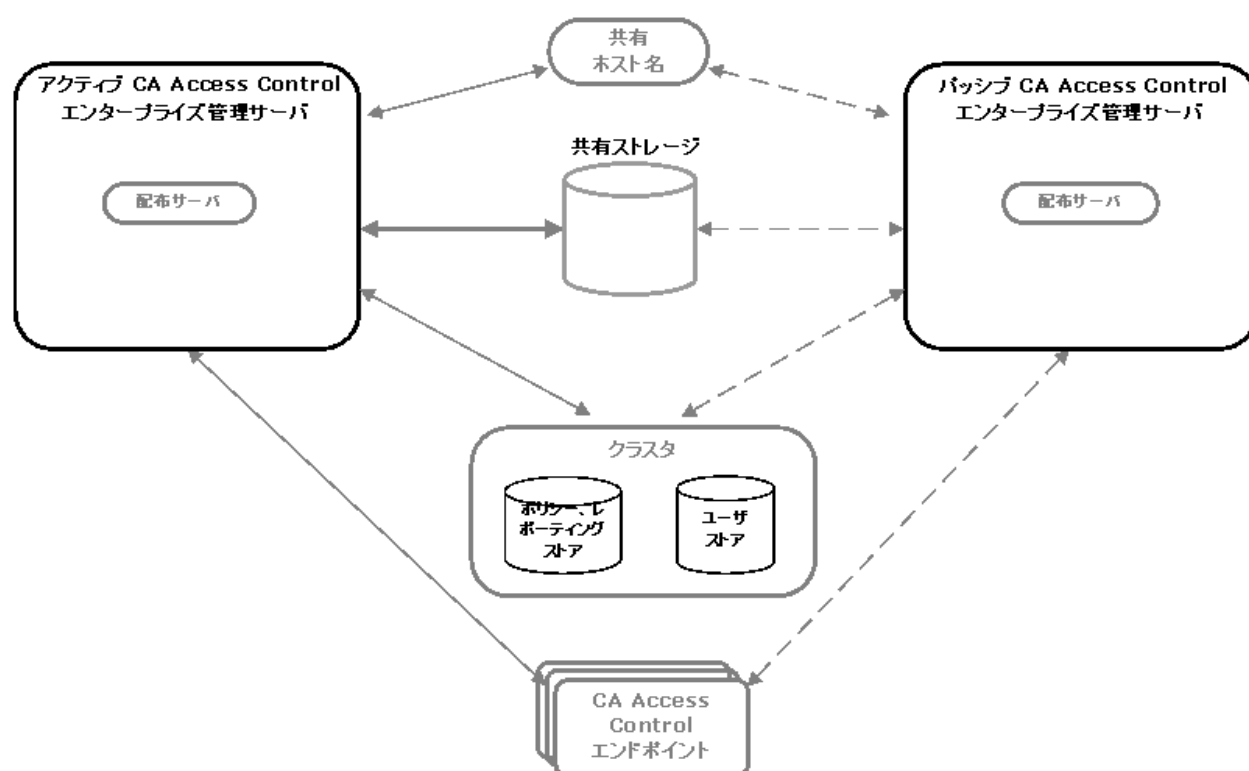 共有
ホスト名
アクティブ CA Access Control
エンタープライズ管理サーバ
パッシブ CA Access Control
エンタープライズ管理サーバ
共有ストレージ
配布サーバ
配布サーバ
クラスタ
ポリシー、レ
ポーティング
ストア
ユーザ
ストア
CA Access
Control
エンドポイント